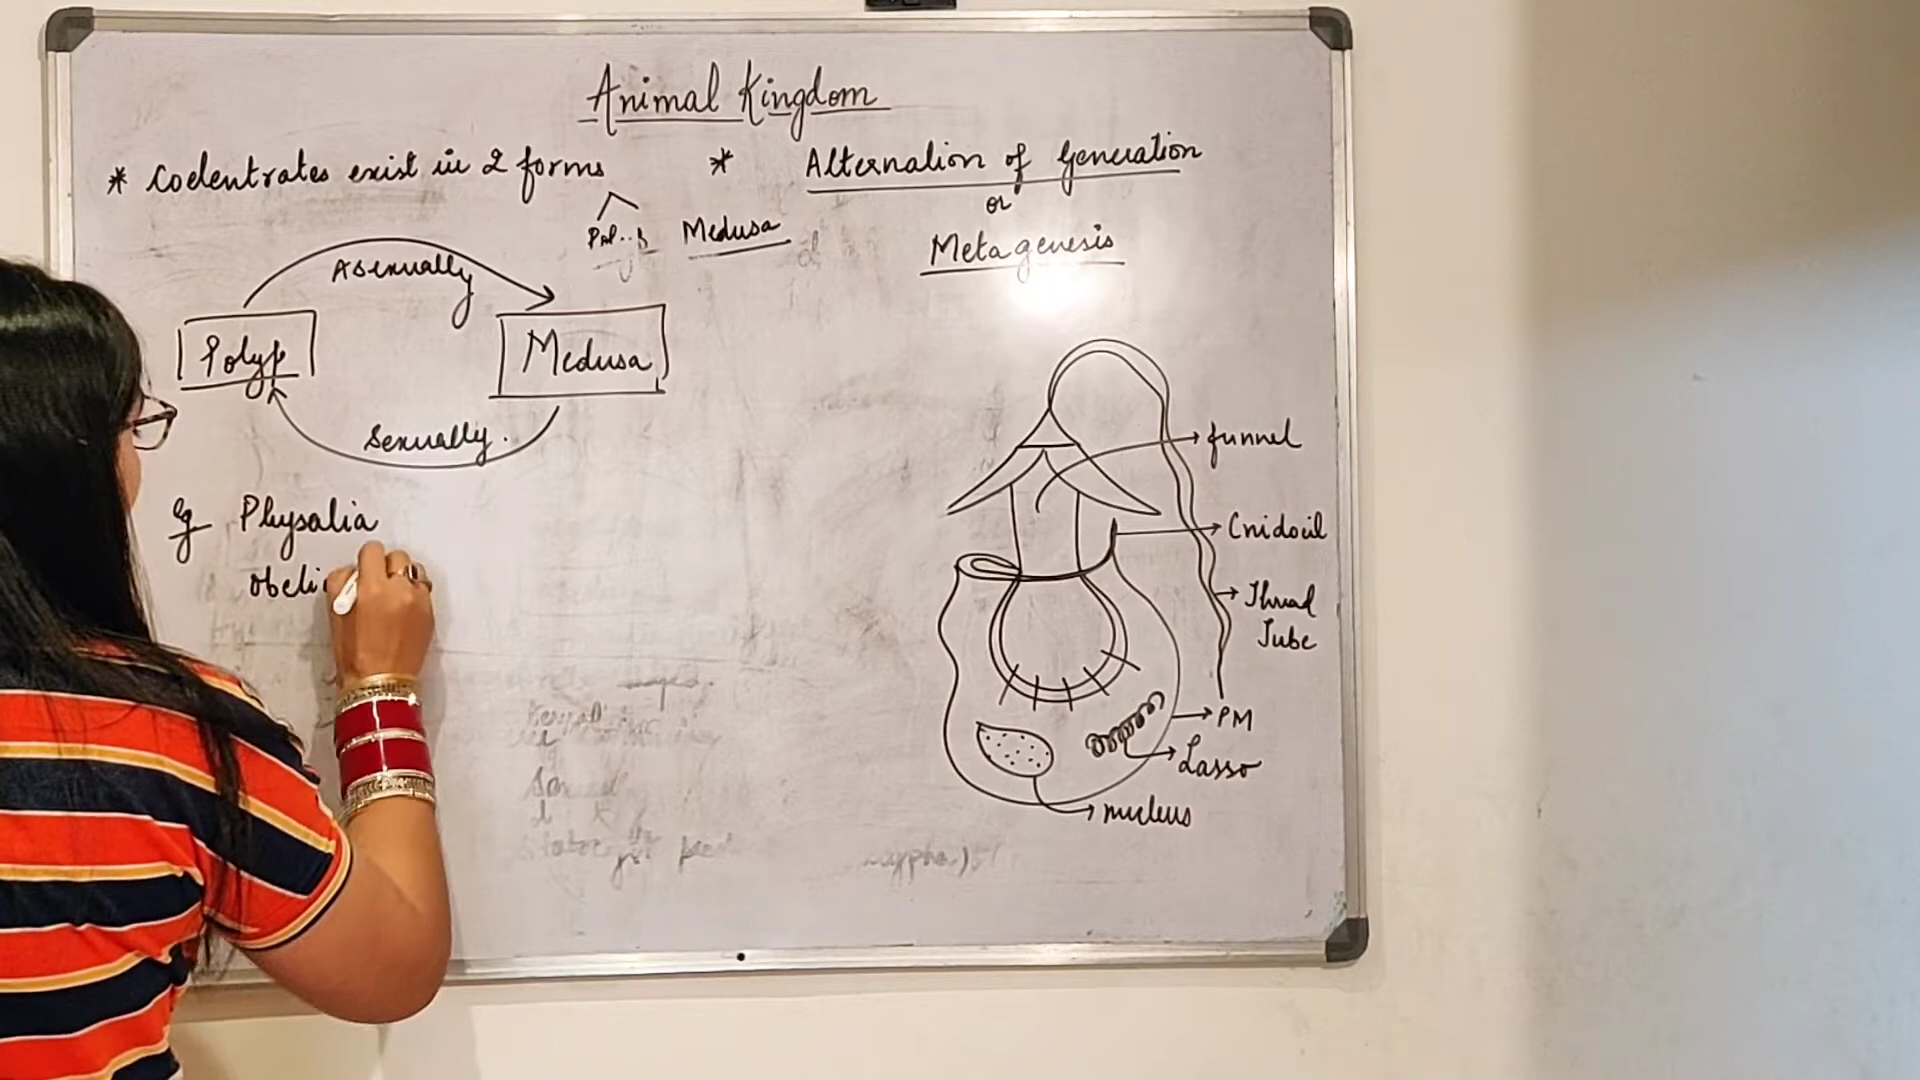 Animal Kingdom
* Coelentrates exist in 2 forms
Medusa
* Alternation of Generation
or
Metagenesis
Asexually
Polyp
Medusa
Sexually.
eg Physalia
obeli
funnel
Cnidocil
Thread
Tube
PM
Lasso
nucleus